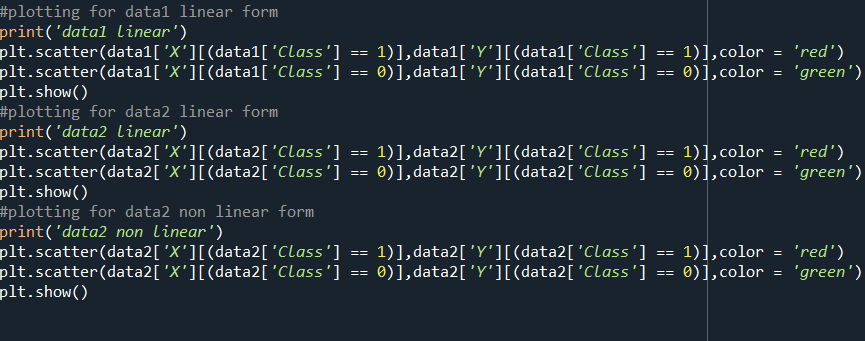 #plotting for data1 linear form
print('data1 linear')
plt.scatter(data1['X'][(data1['Class'] == 1)],data1['Y'][(data1['Class'] == 1)],color = 'red')
plt.scatter(data1['X'][(data1['Class'] == 0)],data1['Y'][(data1['Class'] == 0)],color = 'green')
plt.show()
#plotting for data2 linear form
print('data2 linear')
plt.scatter(data2['X'][(data2['Class'] == 1)],data2['Y'][(data2['Class'] == 1)],color = 'red')
plt.scatter(data2['X'][(data2['Class'] == 0)],data2['Y'][(data2['Class'] == 0)],color = 'green')
plt.show()
#plotting for data2 non linear form
print('data2 non linear')
plt.scatter(data2['X'][(data2['Class'] == 1)],data2['Y'][(data2['Class'] == 1)],color = 'red')
plt.scatter(data2['X'][(data2['Class'] == 0)],data2['Y'][(data2['Class'] == 0)],color = 'green')
plt.show()